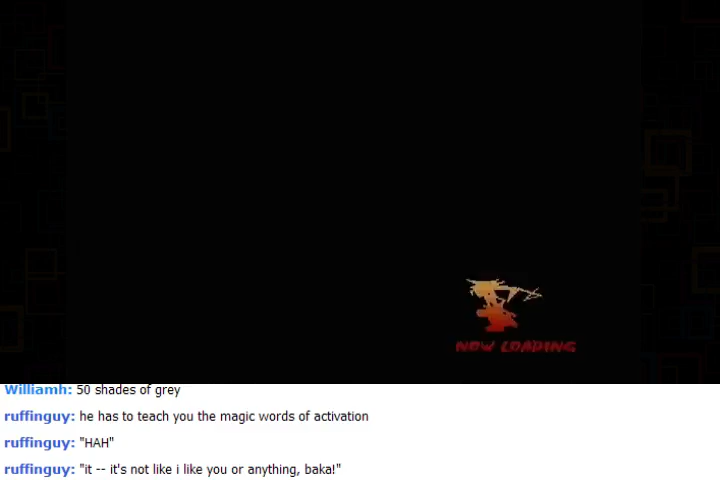 NOW LOADING
Williamh: 50 shades of grey
ruffinguy: he has to teach you the magic words of activation
ruffinguy: "HAH"
ruffinguy: "it -- it's not like i like you or anything, baka!"